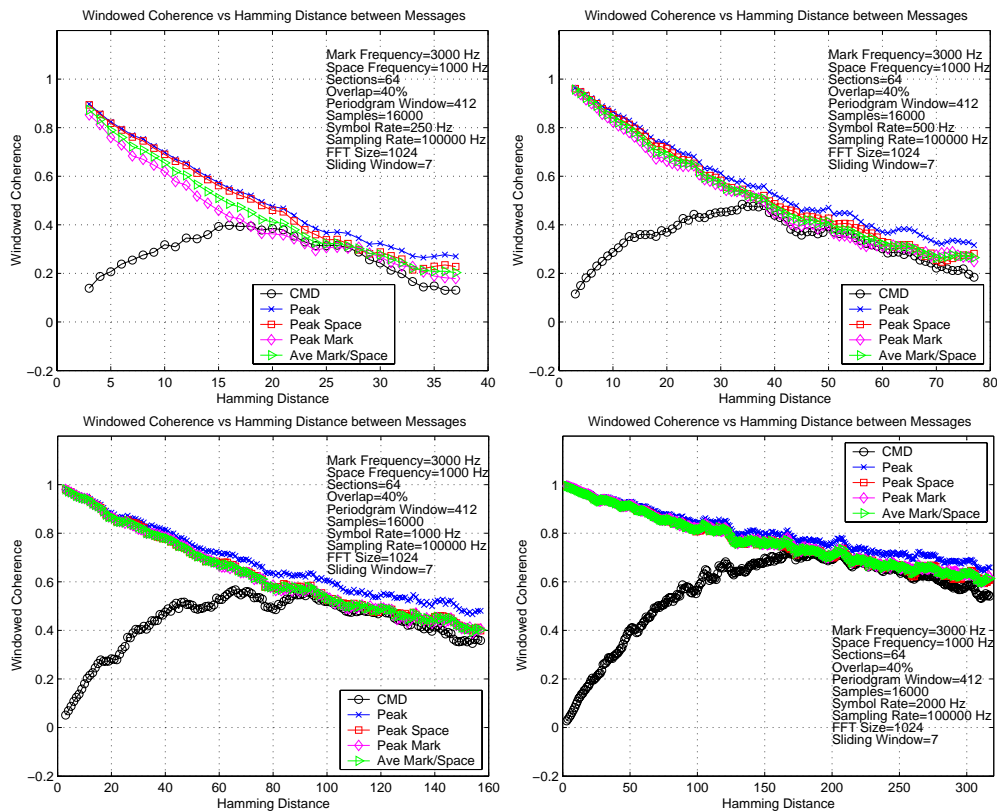 Windowed Coherence vs Hamming Distance between Messages
Mark Frequency=3000 Hz
Space Frequency=1000 Hz
Sections=64
Overlap=40%
Periodgram Window=412
Samples=16000
Symbol Rate=250 Hz
Sampling Rate=100000 Hz
FFT Size=1024
Sliding Window=7
1
0.8
0.6
0.4
0.2
0
−0.2
Windowed Coherence
CMD
Peak
Peak Space
Peak Mark
Ave Mark/Space
0 5 10 15 20 25 30 35 40
Hamming Distance
Windowed Coherence vs Hamming Distance between Messages
Mark Frequency=3000 Hz
Space Frequency=1000 Hz
Sections=64
Overlap=40%
Periodgram Window=412
Samples=16000
Symbol Rate=500 Hz
Sampling Rate=100000 Hz
FFT Size=1024
Sliding Window=7
1
0.8
0.6
0.4
0.2
0
−0.2
Windowed Coherence
CMD
Peak
Peak Space
Peak Mark
Ave Mark/Space
0 10 20 30 40 50 60 70 80
Hamming Distance
Windowed Coherence vs Hamming Distance between Messages
Mark Frequency=3000 Hz
Space Frequency=1000 Hz
Sections=64
Overlap=40%
Periodgram Window=412
Samples=16000
Symbol Rate=1000 Hz
Sampling Rate=100000 Hz
FFT Size=1024
Sliding Window=7
1
0.8
0.6
0.4
0.2
0
−0.2
Windowed Coherence
CMD
Peak
Peak Space
Peak Mark
Ave Mark/Space
0 20 40 60 80 100 120 140 160
Hamming Distance
Windowed Coherence vs Hamming Distance between Messages
CMD
Peak
Peak Space
Peak Mark
Ave Mark/Space
1
0.8
0.6
0.4
0.2
0
−0.2
Windowed Coherence
Mark Frequency=3000 Hz
Space Frequency=1000 Hz
Sections=64
Overlap=40%
Periodgram Window=412
Samples=16000
Symbol Rate=2000 Hz
Sampling Rate=100000 Hz
FFT Size=1024
Sliding Window=7
0 50 100 150 200 250 300
Hamming Distance